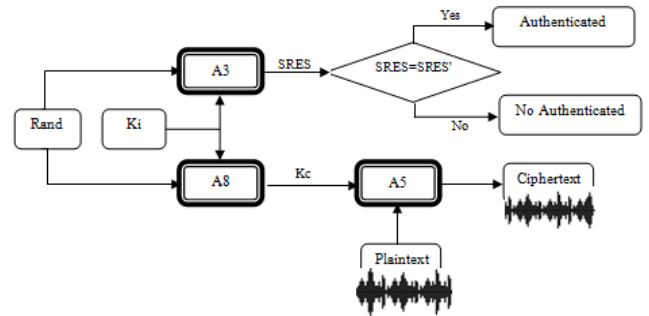 Yes
Authenticated
A3
SRES
SRES=SRES'
Rand
Ki
No
No Authenticated
A8
Kc
A5
Ciphertext
Plaintext